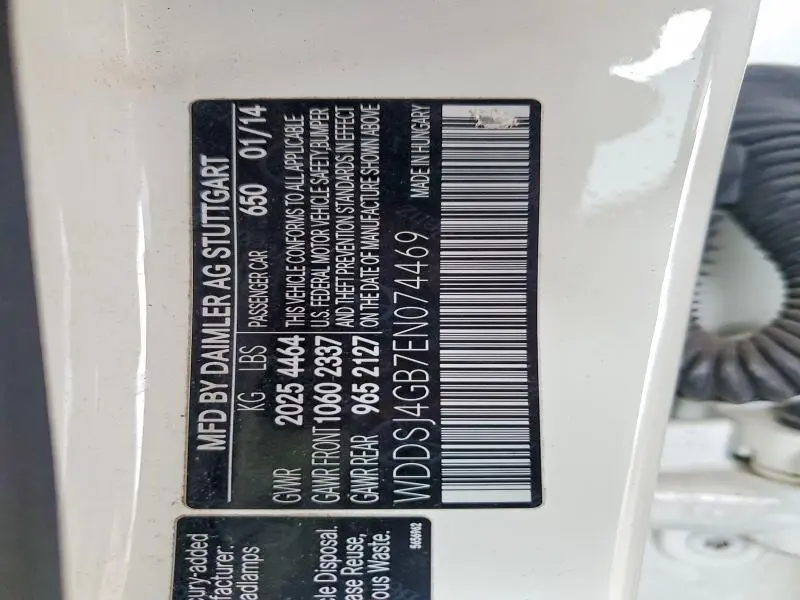 MFD BY DAIMLER AG STUTTGART
KG LBS PASSENGER CAR 650 01/14
GVWR 2025 4464 THIS VEHICLE CONFORMS TO ALL APPLICABLE
GAWR FRONT 1060 2337 U.S. FEDERAL MOTOR VEHICLE SAFETY, BUMPER
AND THEFT PREVENTION STANDARDS IN EFFECT
GAWR REAR 965 2127 ON THE DATE OF MANUFACTURE SHOWN ABOVE
WDDSJ4GB7EN074469 MADE IN HUNGARY
cury-added
facturer:
adlamps
le Disposal.
ase Reuse,
ous Waste.